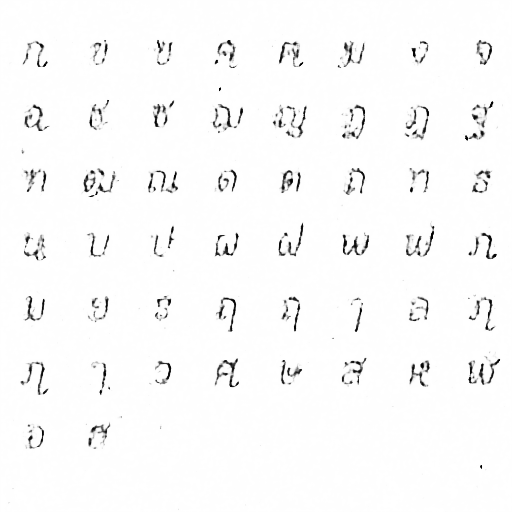 ก ข ฃ ค ฅ ฆ ง จ
ฉ ช ซ ฌ ญ ฎ ฏ ฐ
ฑ ฒ ณ ด ต ถ ท ธ
น บ ป ผ ฝ พ ฟ ภ
ม ย ร ฤ ฤ ๅ ล ฦ
ฦ ๅ ว ศ ษ ส ห ฬ
อ ฮ